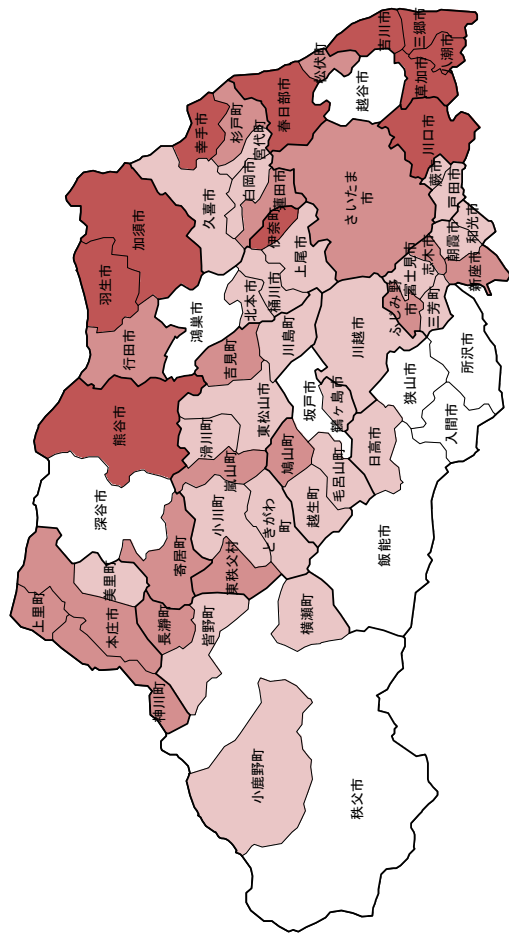 吉川市
三郷市
八潮市
松伏町
草加市
越谷市
春日部市
川口市
幸手市
杉戸町
宮代町
蕨市
戸田市
白岡市
蓮田市
さいたま
市
久喜市
伊奈町
和光市
朝霞市
加須市
上尾市
志木市
富士見市
新座市
羽生市
北本市
桶川市
ふじみ野
市
三芳町
鴻巣市
行田市
川島町
川越市
吉見町
所沢市
狭山市
坂戸市
鶴ヶ島市
東松山市
熊谷市
入間市
滑川町
日高市
鳩山町
嵐山町
毛呂山町
深谷市
小川町
ときがわ
町
越生町
飯能市
寄居町
東秩父村
美里町
上里町
本庄市
長瀞町
皆野町
横瀬町
神川町
小鹿野町
秩父市